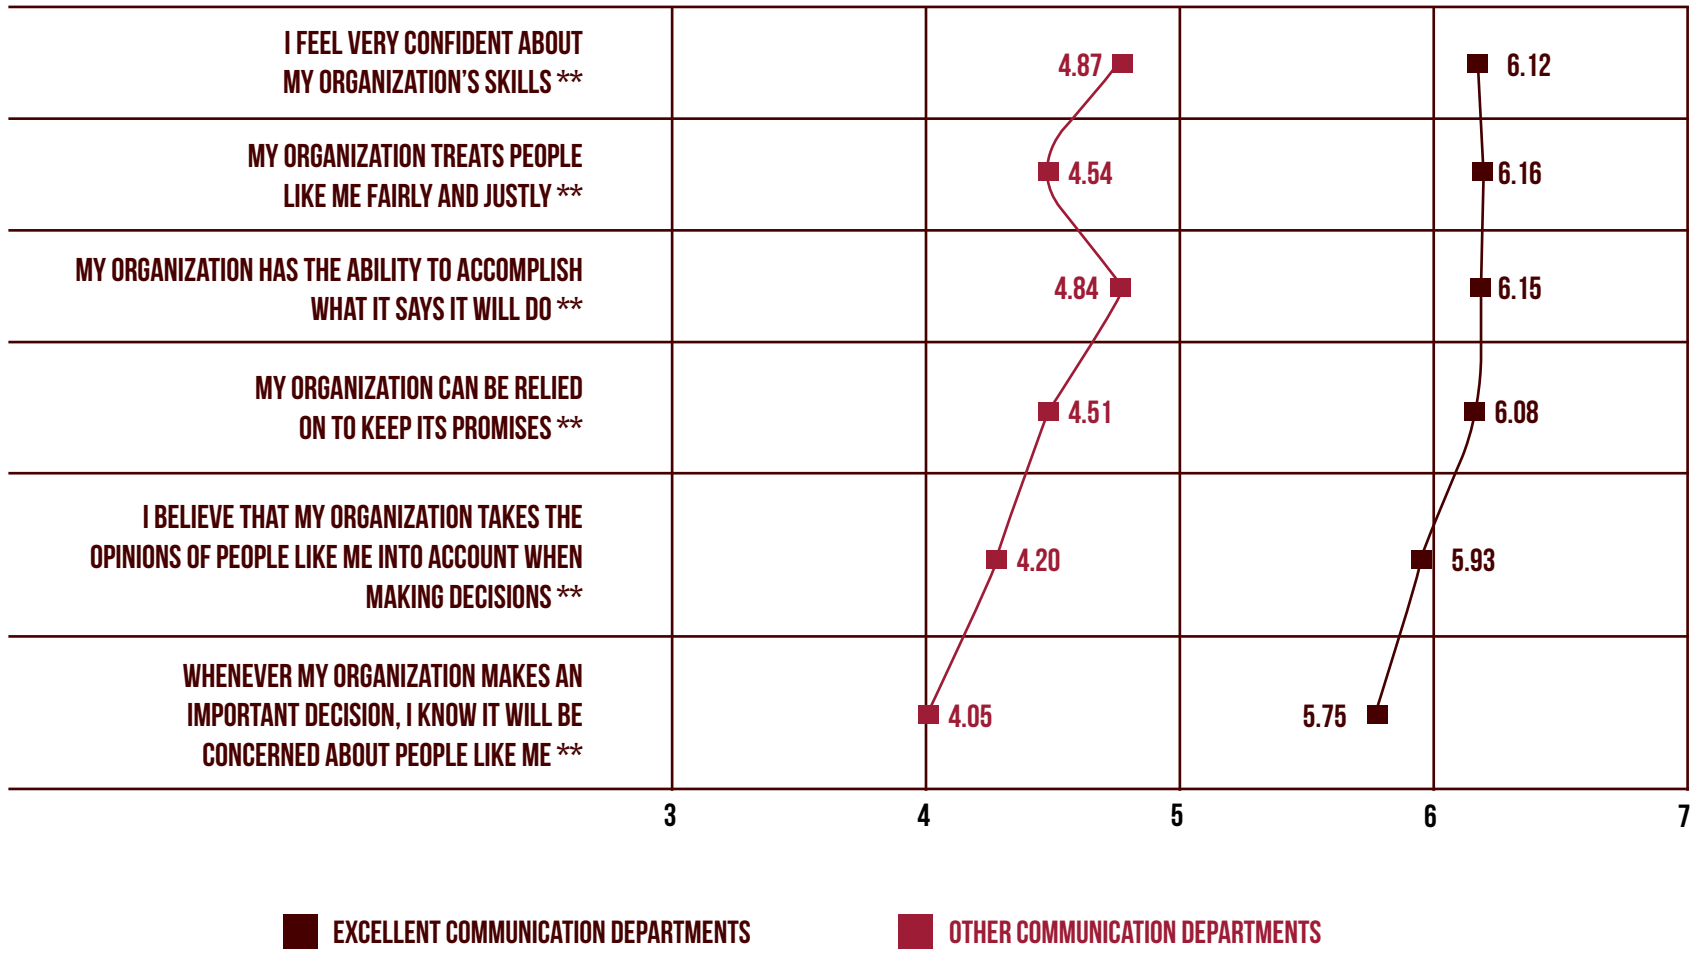 I FEEL VERY CONFIDENT ABOUT
MY ORGANIZATION'S SKILLS **
4.87
6.12
MY ORGANIZATION TREATS PEOPLE
LIKE ME FAIRLY AND JUSTLY **
4.54
6.16
MY ORGANIZATION HAS THE ABILITY TO ACCOMPLISH
WHAT IT SAYS IT WILL DO **
4.84
6.15
MY ORGANIZATION CAN BE RELIED
ON TO KEEP ITS PROMISES **
4.51
6.08
I BELIEVE THAT MY ORGANIZATION TAKES THE
OPINIONS OF PEOPLE LIKE ME INTO ACCOUNT WHEN
MAKING DECISIONS **
4.20
5.93
WHENEVER MY ORGANIZATION MAKES AN
IMPORTANT DECISION, I KNOW IT WILL BE
CONCERNED ABOUT PEOPLE LIKE ME **
4.05
5.75
3 4 5 6 7
EXCELLENT COMMUNICATION DEPARTMENTS
OTHER COMMUNICATION DEPARTMENTS